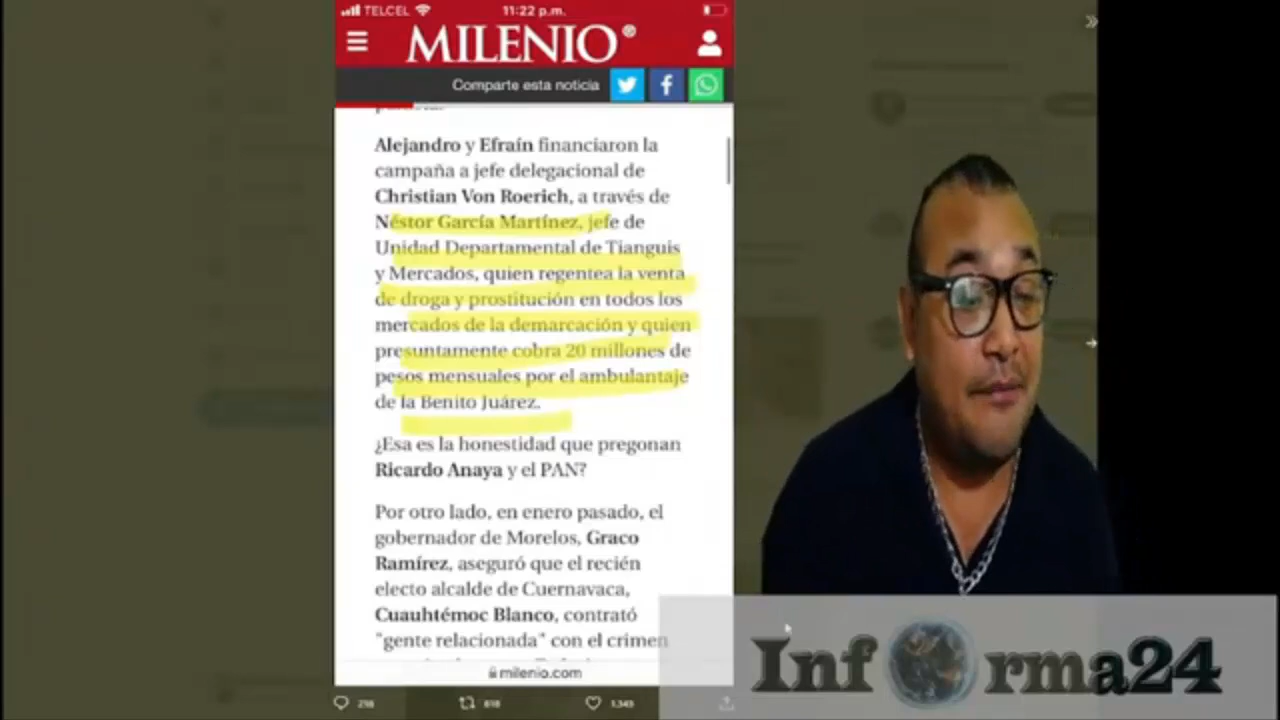 TELCEL 11:22 p.m.
MILENIO®
Comparte esta noticia
Alejandro y Efraín financiaron la
campaña a jefe delegacional de
Christian Von Roerich, a través de
Néstor García Martínez, jefe de
Unidad Departamental de Tianguis
y Mercados, quien regentea la venta
de droga y prostitución en todos los
mercados de la demarcación y quien
presuntamente cobra 20 millones de
pesos mensuales por el ambulantaje
de la Benito Juárez.
¿Esa es la honestidad que pregonan
Ricardo Anaya y el PAN?
Por otro lado, en enero pasado, el
gobernador de Morelos, Graco
Ramírez, aseguró que el recién
electo alcalde de Cuernavaca,
Cuauhtémoc Blanco, contrató
"gente relacionada" con el crimen
milenio.com
1.343
Informa24